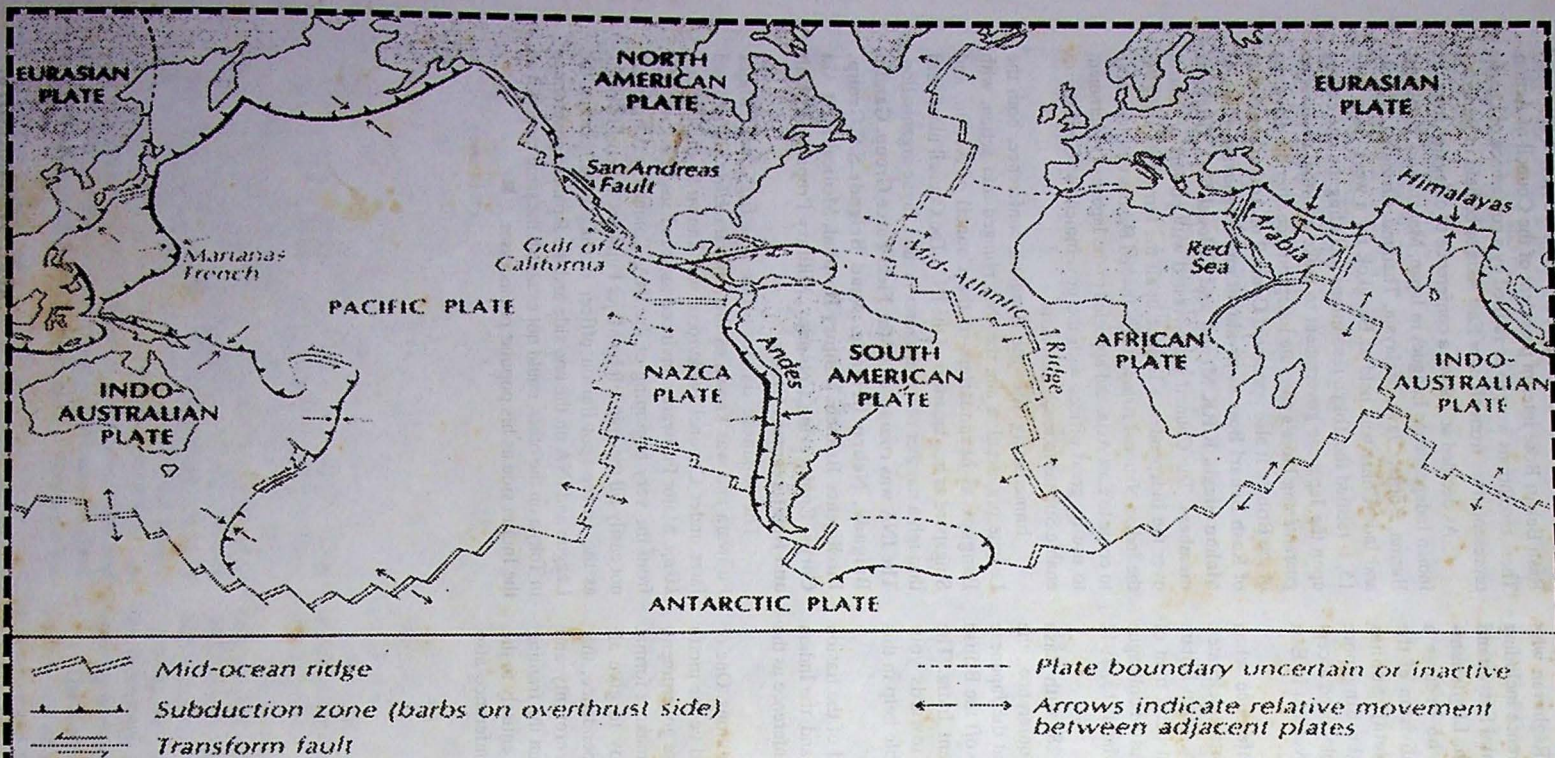 EURASIAN
PLATE
NORTH
AMERICAN
PLATE
EURASIAN
PLATE
San Andreas
Fault
Himalayas
Marianas
Trench
Gulf of
California
Mid-Atlantic
Ridge
Red
Sea
Arabia
PACIFIC PLATE
NAZCA
PLATE
Andes
SOUTH
AMERICAN
PLATE
AFRICAN
PLATE
INDO-
AUSTRALIAN
PLATE
INDO-
AUSTRALIAN
PLATE
ANTARCTIC PLATE
Mid-ocean ridge
Subduction zone (barbs on overthrust side)
Transform fault
Plate boundary uncertain or inactive
Arrows indicate relative movement
between adjacent plates